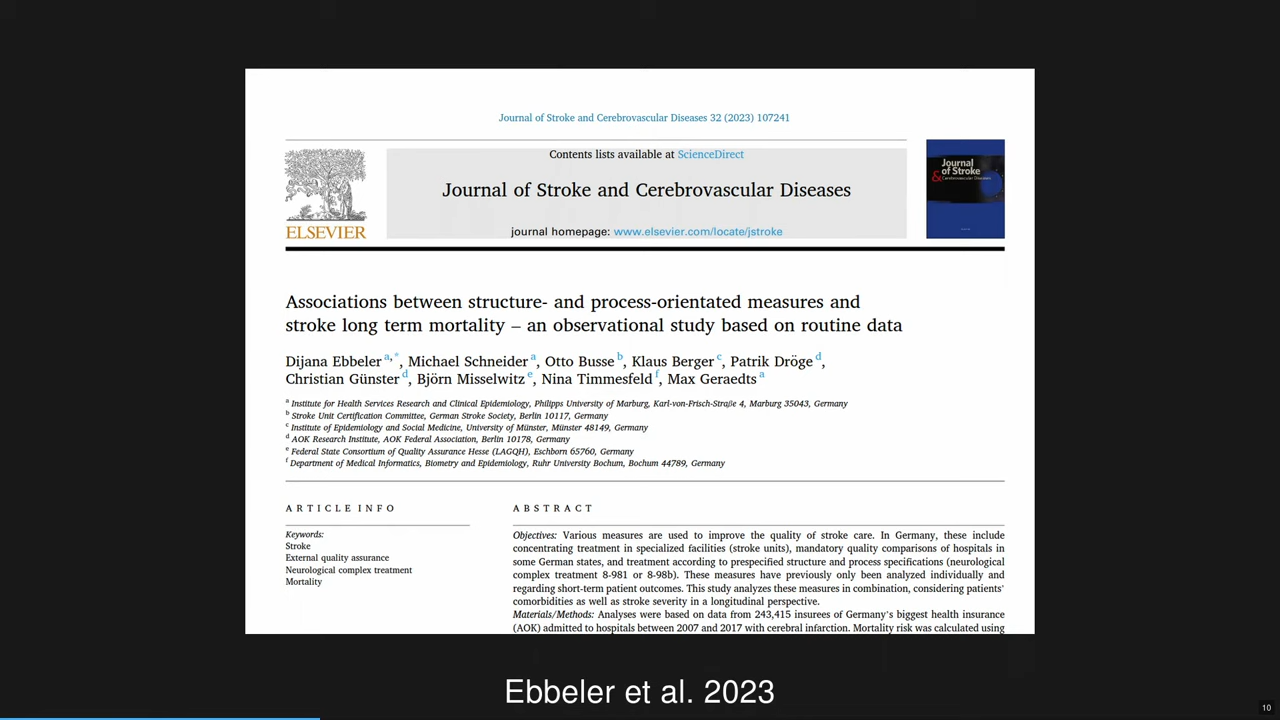 Journal of Stroke and Cerebrovascular Diseases 32 (2023) 107241
Contents lists available at ScienceDirect
Journal of Stroke and Cerebrovascular Diseases
journal homepage: www.elsevier.com/locate/jstroke
ELSEVIER
Journal
of Stroke
& Cerebrovascular Diseases
Associations between structure- and process-orientated measures and
stroke long term mortality – an observational study based on routine data
Dijana Ebbeler a,*, Michael Schneider a, Otto Busse b, Klaus Berger c, Patrik Dröge d,
Christian Günster d, Björn Misselwitz e, Nina Timmesfeld f, Max Geraedts a
a Institute for Health Services Research and Clinical Epidemiology, Philipps University of Marburg, Karl-von-Frisch-Straße 4, Marburg 35043, Germany
b Stroke Unit Certification Committee, German Stroke Society, Berlin 10117, Germany
c Institute of Epidemiology and Social Medicine, University of Münster, Münster 48149, Germany
d AOK Research Institute, AOK Federal Association, Berlin 10178, Germany
e Federal State Consortium of Quality Assurance Hesse (LAGQH), Eschborn 65760, Germany
f Department of Medical Informatics, Biometry and Epidemiology, Ruhr University Bochum, Bochum 44789, Germany
ARTICLE INFO
Keywords:
Stroke
External quality assurance
Neurological complex treatment
Mortality
ABSTRACT
Objectives: Various measures are used to improve the quality of stroke care. In Germany, these include
concentrating treatment in specialized facilities (stroke units), mandatory quality comparisons of hospitals in
some German states, and treatment according to prespecified structure and process specifications (neurological
complex treatment 8-981 or 8-98b). These measures have previously only been analyzed individually and
regarding short-term patient outcomes. This study analyzes these measures in combination, considering patients'
comorbidities as well as stroke severity in a longitudinal perspective.
Materials/Methods: Analyses were based on data from 243,415 insurees of Germany's biggest health insurance
(AOK) admitted to hospitals between 2007 and 2017 with cerebral infarction. Mortality risk was calculated using
Ebbeler et al. 2023
10